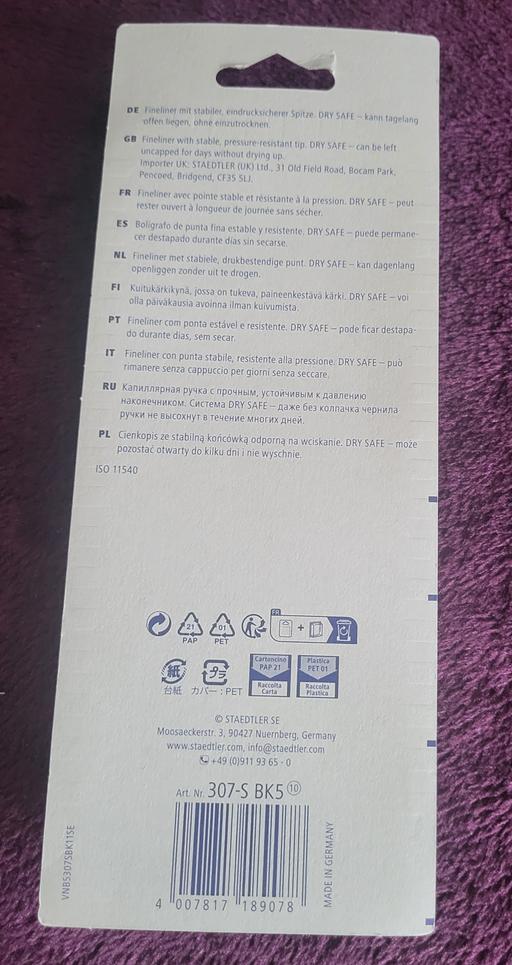 DE Fineliner mit stabiler, eindrucksicherer Spitze. DRY SAFE – kann tagelang
offen liegen, ohne einzutrocknen.
GB Fineliner with stable, pressure-resistant tip. DRY SAFE – can be left
uncapped for days without drying up.
Importer UK: STAEDTLER (UK) Ltd., 31 Old Field Road, Bocam Park,
Pencoed, Bridgend, CF35 5LJ.
FR Fineliner avec pointe stable et résistante à la pression. DRY SAFE – peut
rester ouvert à longueur de journée sans sécher.
ES Bolígrafo de punta fina estable y resistente. DRY SAFE – puede permane-
cer destapado durante días sin secarse.
NL Fineliner met stabiele, drukbestendige punt. DRY SAFE – kan dagenlang
openliggen zonder uit te drogen.
FI Kuitukärkikynä, jossa on tukeva, paineenkestävä kärki. DRY SAFE – voi
olla päiväkausia avoinna ilman kuivumista.
PT Fineliner com ponta estável e resistente. DRY SAFE – pode ficar destapa-
do durante dias, sem secar.
IT Fineliner con punta stabile, resistente alla pressione. DRY SAFE – può
rimanere senza cappuccio per giorni senza seccare.
RU Капиллярная ручка с прочным, устойчивым к давлению
наконечником. Система DRY SAFE – даже без колпачка чернила
ручки не высохнут в течение многих дней.
PL Cienkopis ze stabilną końcówką odporną na wciskanie. DRY SAFE – może
pozostać otwarty do kilku dni i nie wyschnie.
ISO 11540
FR
21
PAP
01
PET
紙
台紙
プラ
カバー : PET
Cartoncino
PAP 21
Raccolta
Carta
Plastica
PET 01
Raccolta
Plastica
© STAEDTLER SE
Moosaeckerstr. 3, 90427 Nuernberg, Germany
www.staedtler.com, info@staedtler.com
+49 (0)911 93 65 - 0
Art. Nr. 307-S BK5 10
4 007817 189078
VNB5307SBK11SE
MADE IN GERMANY